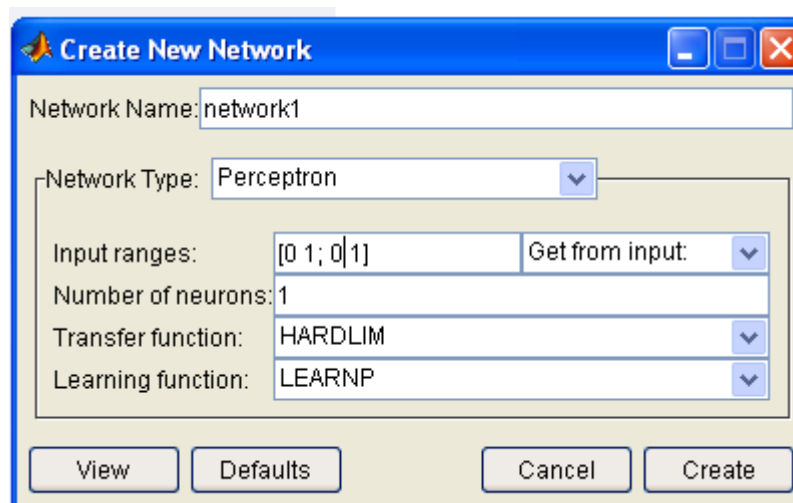 Create New Network
Network Name: network1
Network Type: Perceptron
Input ranges: [0 1; 0 1] Get from input:
Number of neurons: 1
Transfer function: HARDLIM
Learning function: LEARNP
View Defaults Cancel Create